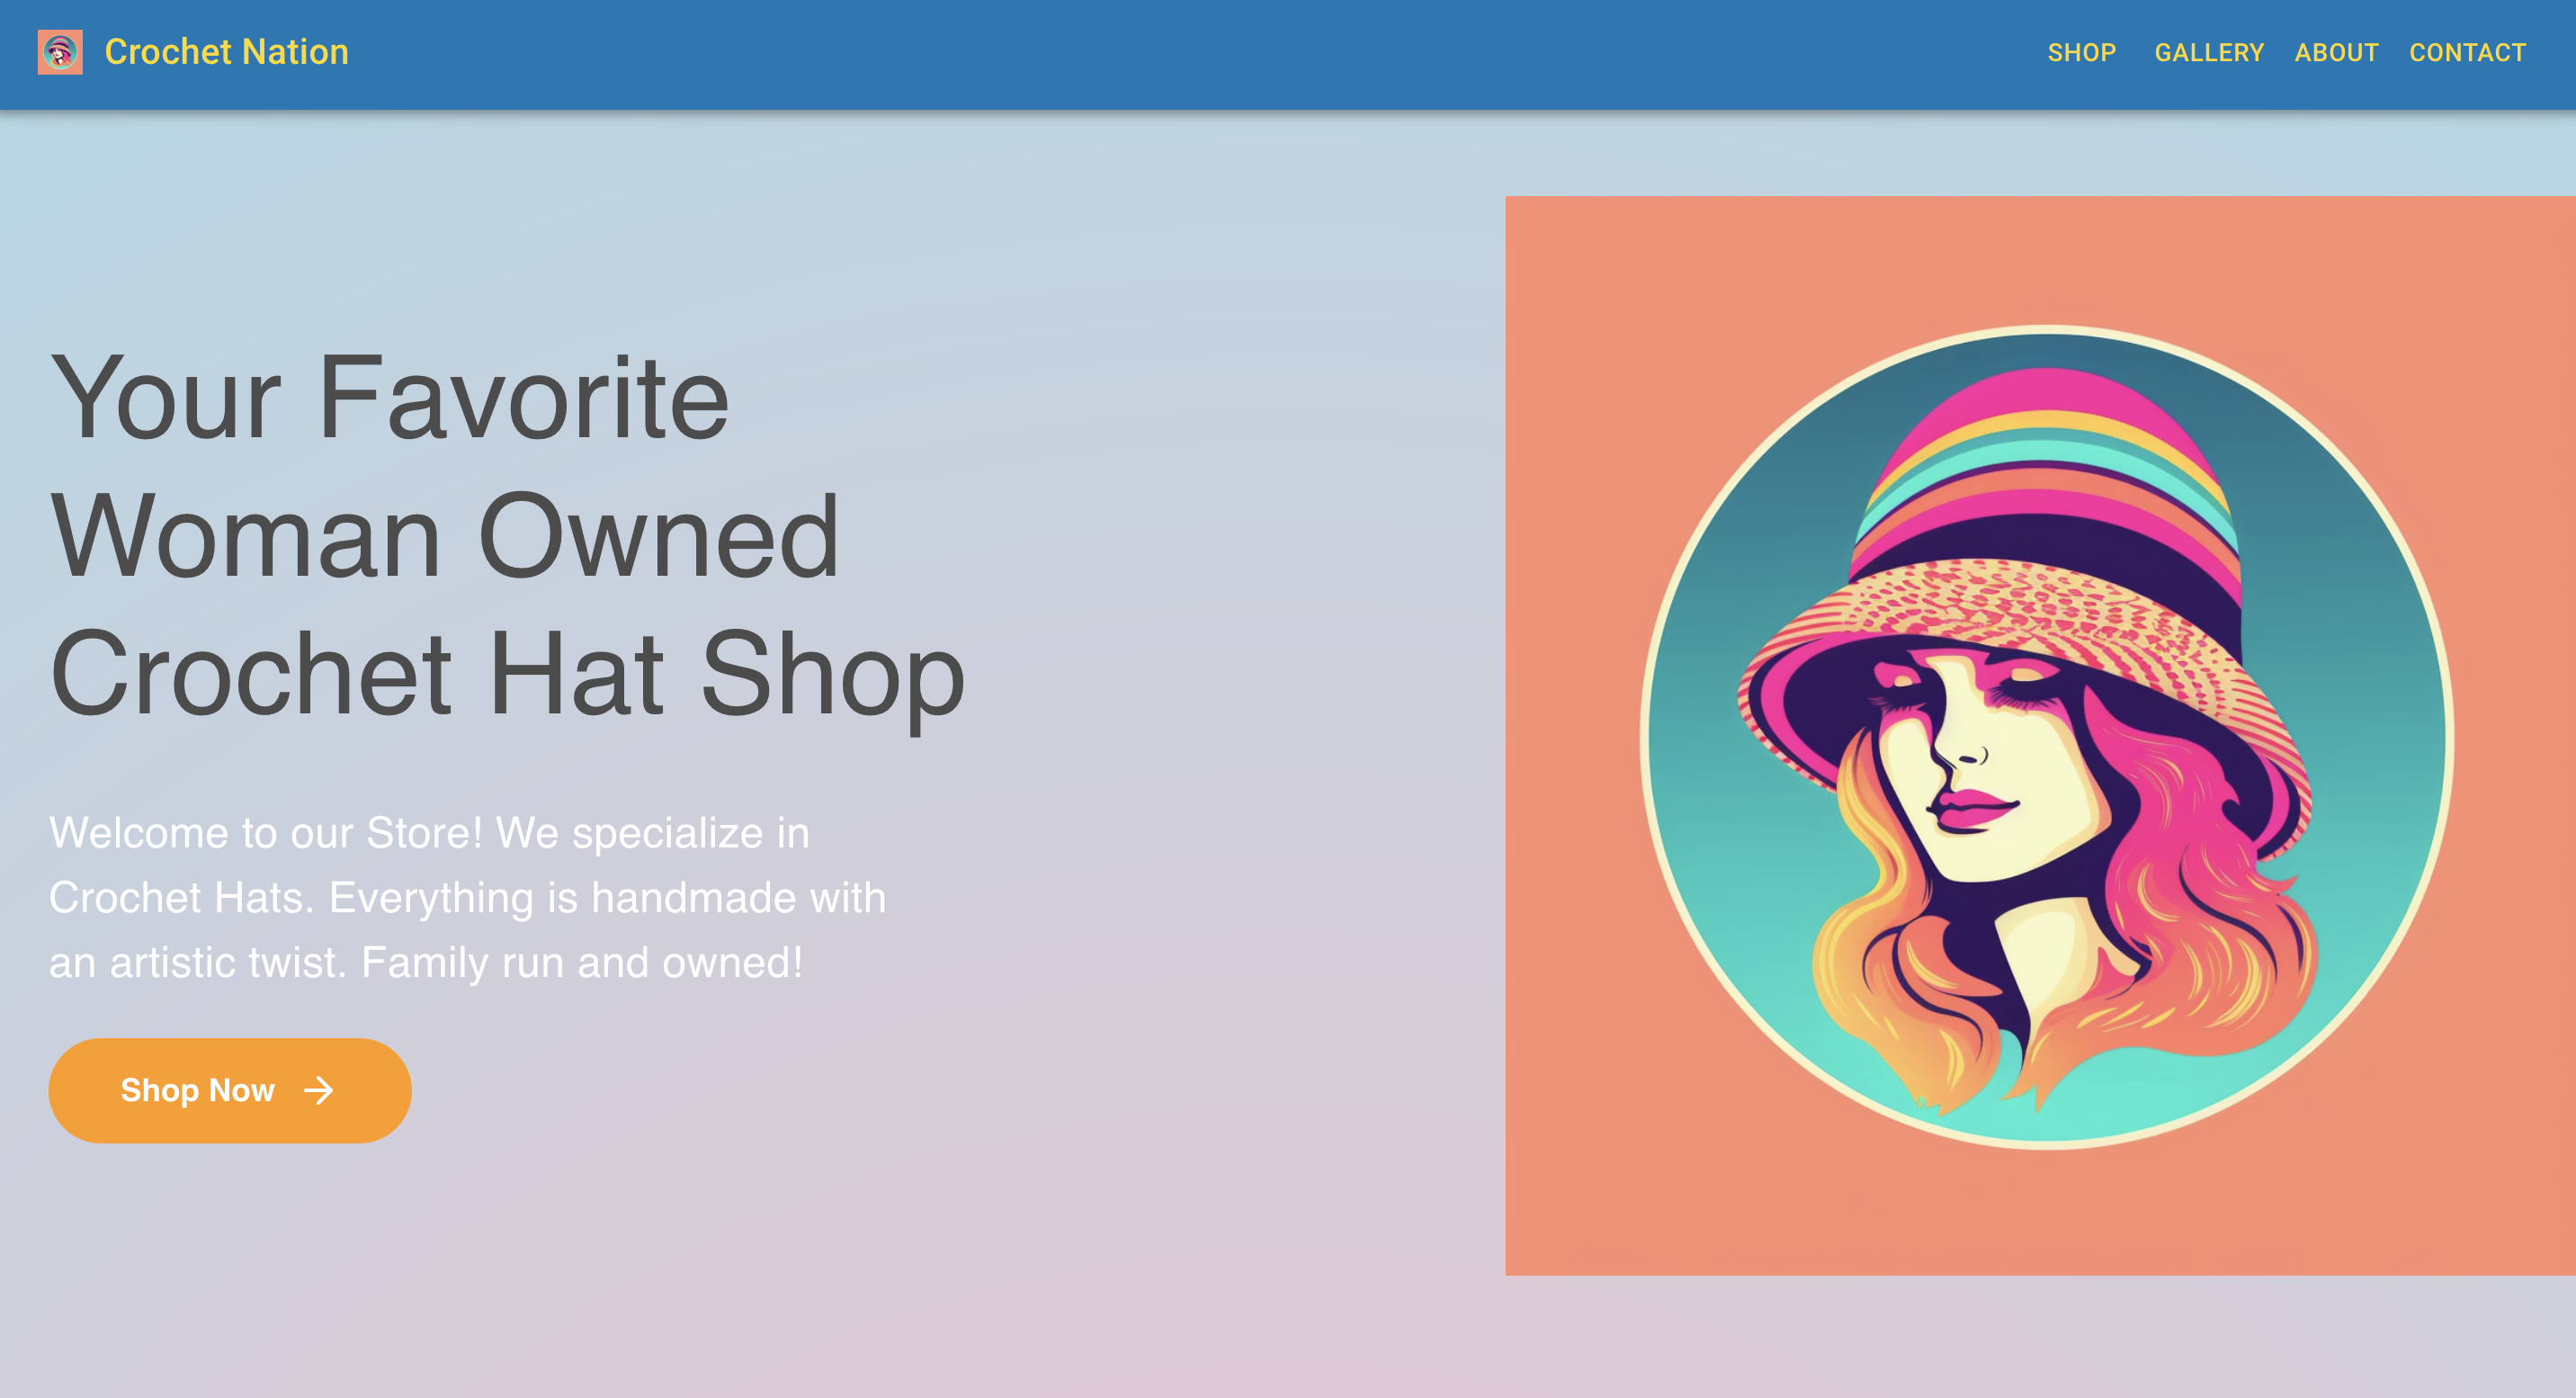 Crochet Nation
SHOP GALLERY ABOUT CONTACT
Your Favorite
Woman Owned
Crochet Hat Shop
Welcome to our Store! We specialize in
Crochet Hats. Everything is handmade with
an artistic twist. Family run and owned!
Shop Now